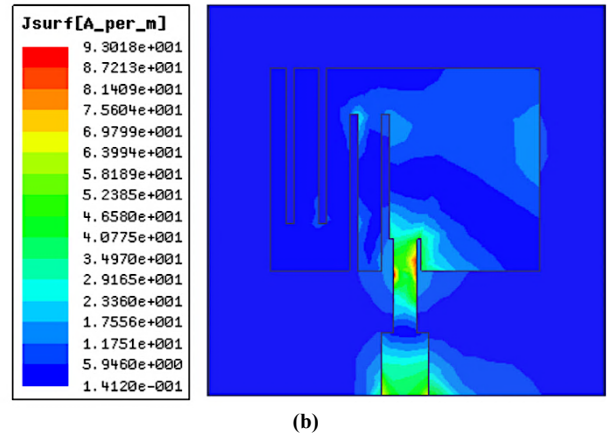 Jsurf[A_per_m]
9.3018e+001
8.7213e+001
8.1409e+001
7.5604e+001
6.9799e+001
6.3994e+001
5.8189e+001
5.2385e+001
4.6580e+001
4.0775e+001
3.4970e+001
2.9165e+001
2.3360e+001
1.7556e+001
1.1751e+001
5.9460e+000
1.4120e-001
(b)